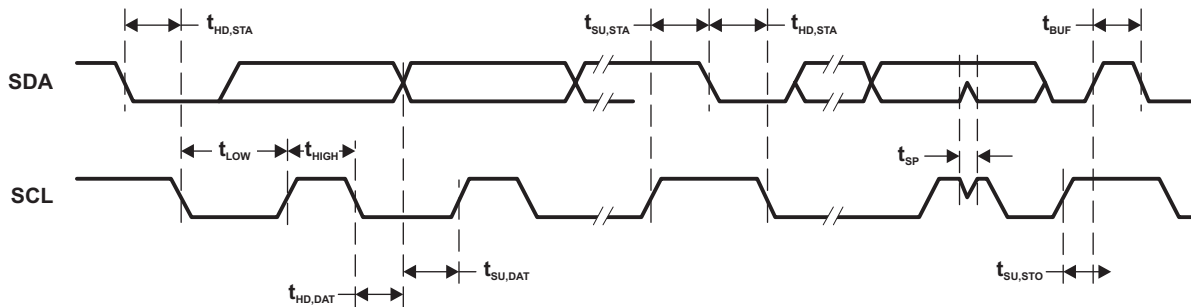 tHD,STA
tSU,STA
tHD,STA
tBUF
SDA
tLOW
tHIGH
tSP
SCL
tSU,DAT
tSU,STO
tHD,DAT